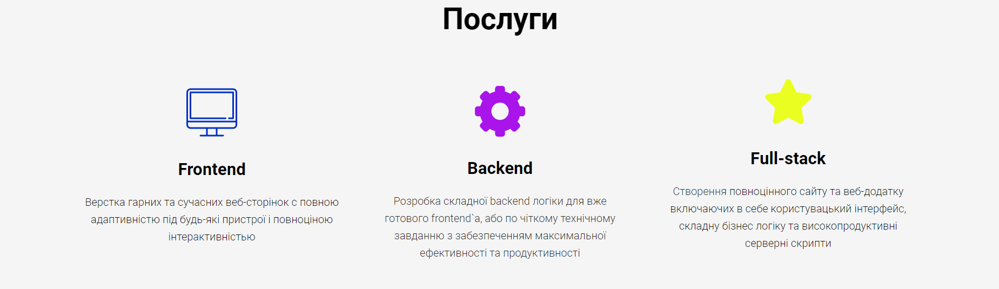 Послуги
Frontend
Верстка гарних та сучасних веб-сторінок с повною
адаптивністю під будь-які пристрої і повноціною
інтерактивністью
Backend
Розробка складної backend логіки для вже
готового frontend`а, або по чіткому технічному
завданню з забезпеченням максимальної
ефективності та продуктивності
Full-stack
Створення повноцінного сайту та веб-додатку
включаючих в себе користувацький інтерфейс,
складну бізнес логіку та високопродуктивні
серверні скрипти